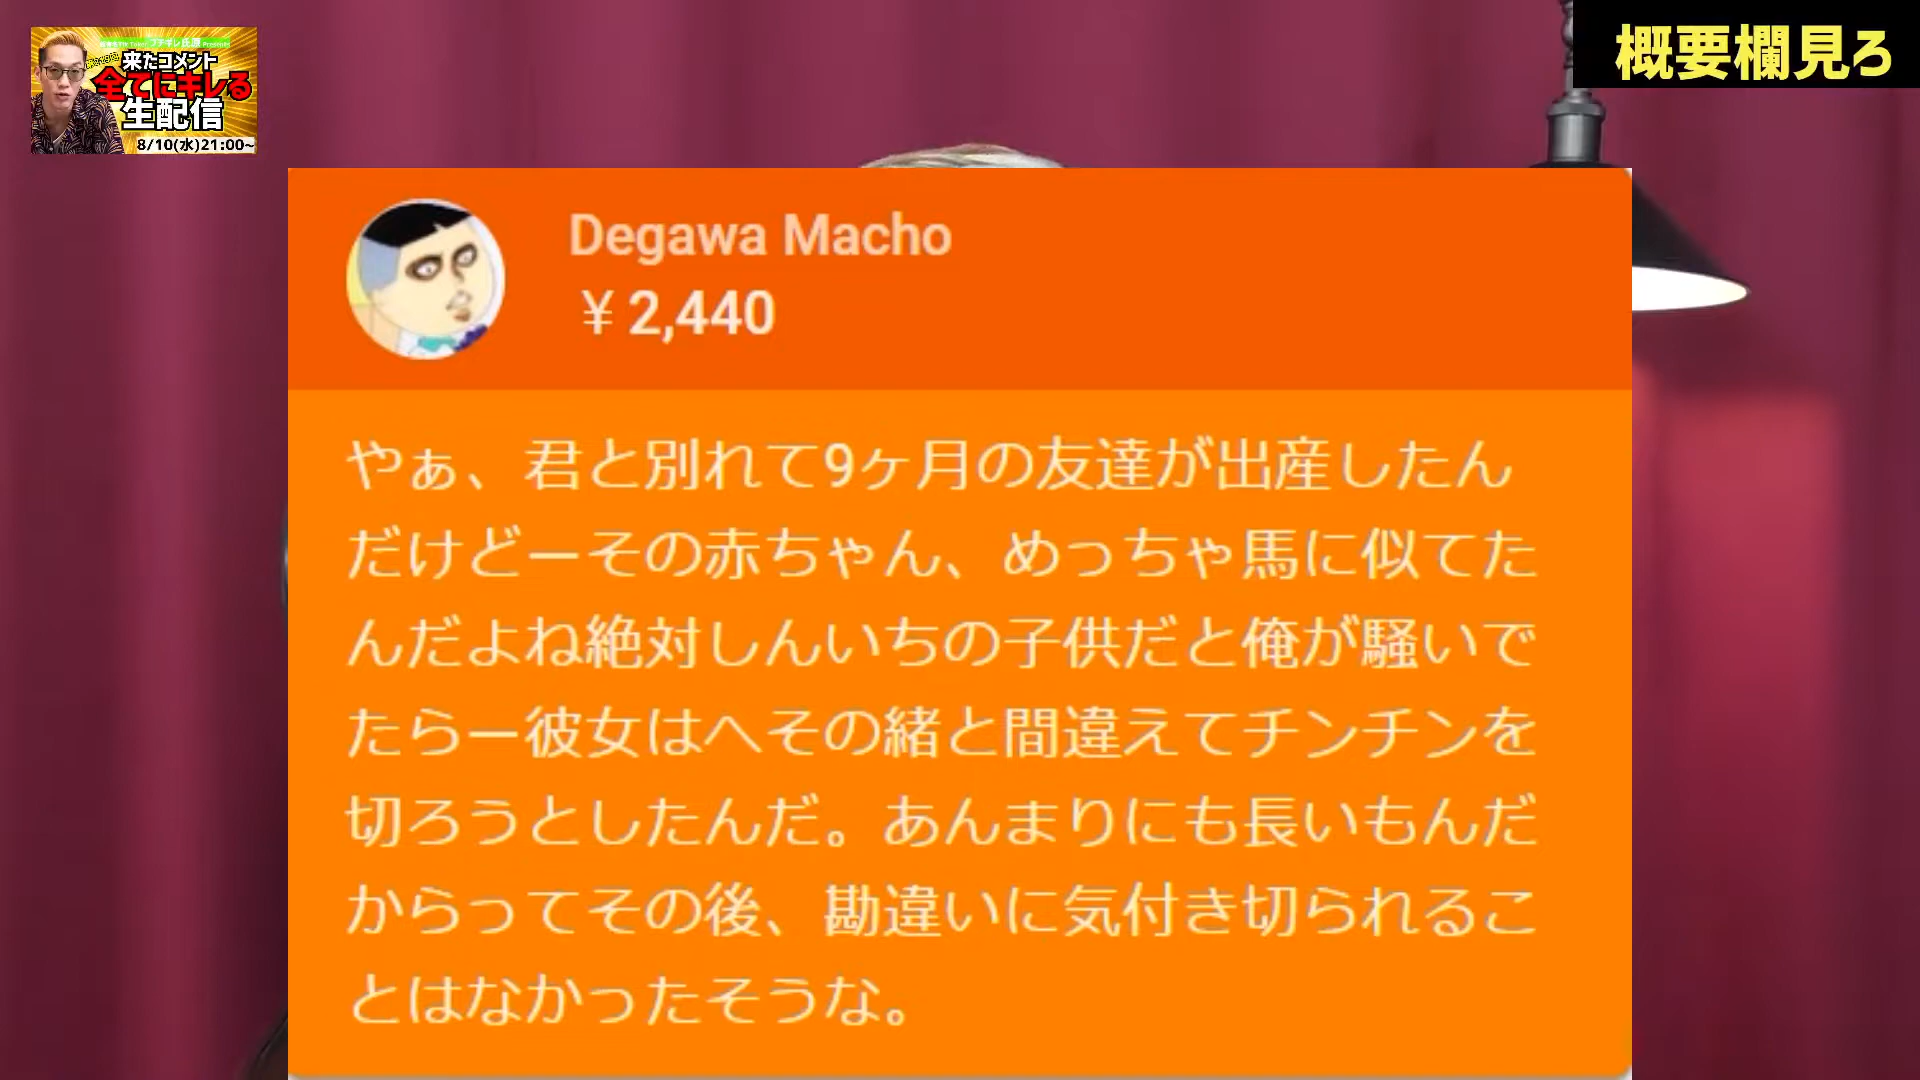 来たコメント
全てにキレる
生配信
8/10(水)21:00~
概要欄見ろ
Degawa Macho
￥2,440
やぁ、君と別れて9ヶ月の友達が出産したん
だけどーその赤ちゃん、めっちゃ馬に似てた
んだよね絶対しんいちの子供だと俺が騒いで
たらー彼女はへその緒と間違えてチンチンを
切ろうとしたんだ。あんまりにも長いもんだ
からってその後、勘違いに気付き切られるこ
とはなかったそうな。